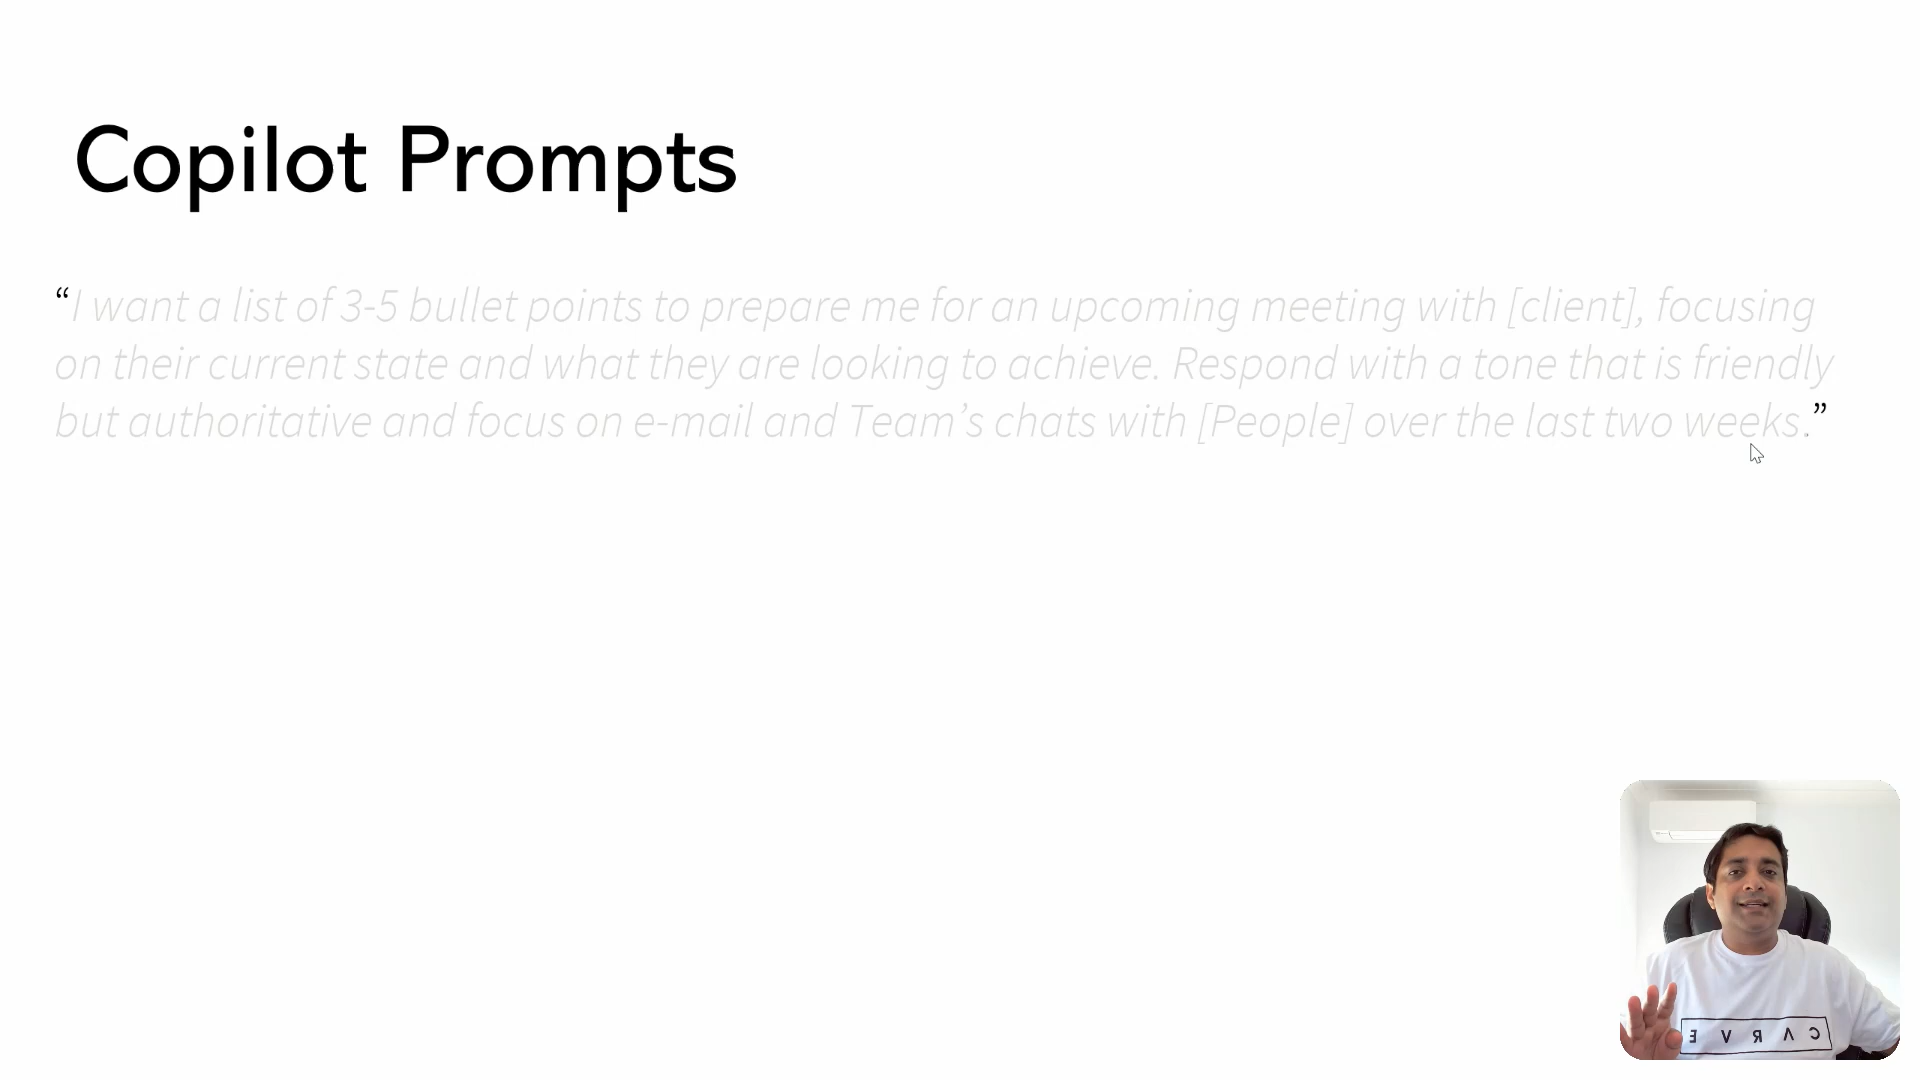 Copilot Prompts
“I want a list of 3-5 bullet points to prepare me for an upcoming meeting with [client], focusing
on their current state and what they are looking to achieve. Respond with a tone that is friendly
but authoritative and focus on e-mail and Team’s chats with [People] over the last two weeks.”
CARVE